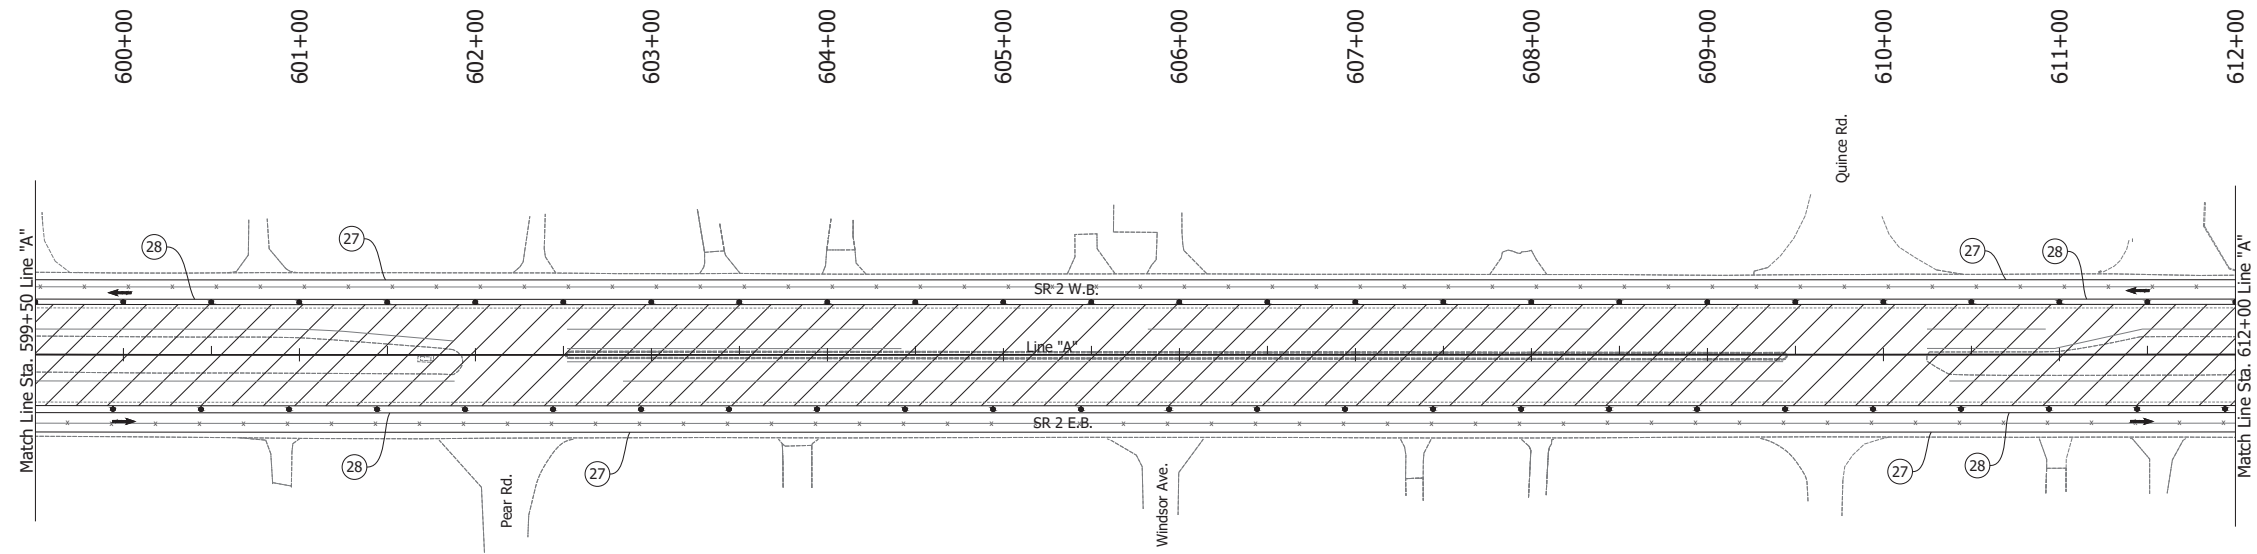 600+00
601+00
602+00
603+00
604+00
605+00
606+00
607+00
608+00
609+00
610+00
611+00
612+00
Quince Rd.
28
27
27
28
SR 2 W.B.
Match Line Sta. 599+50 Line "A"
Line "A"
Match Line Sta. 612+00 Line "A"
SR 2 E.B.
28
27
27
28
Pear Rd.
Windsor Ave.